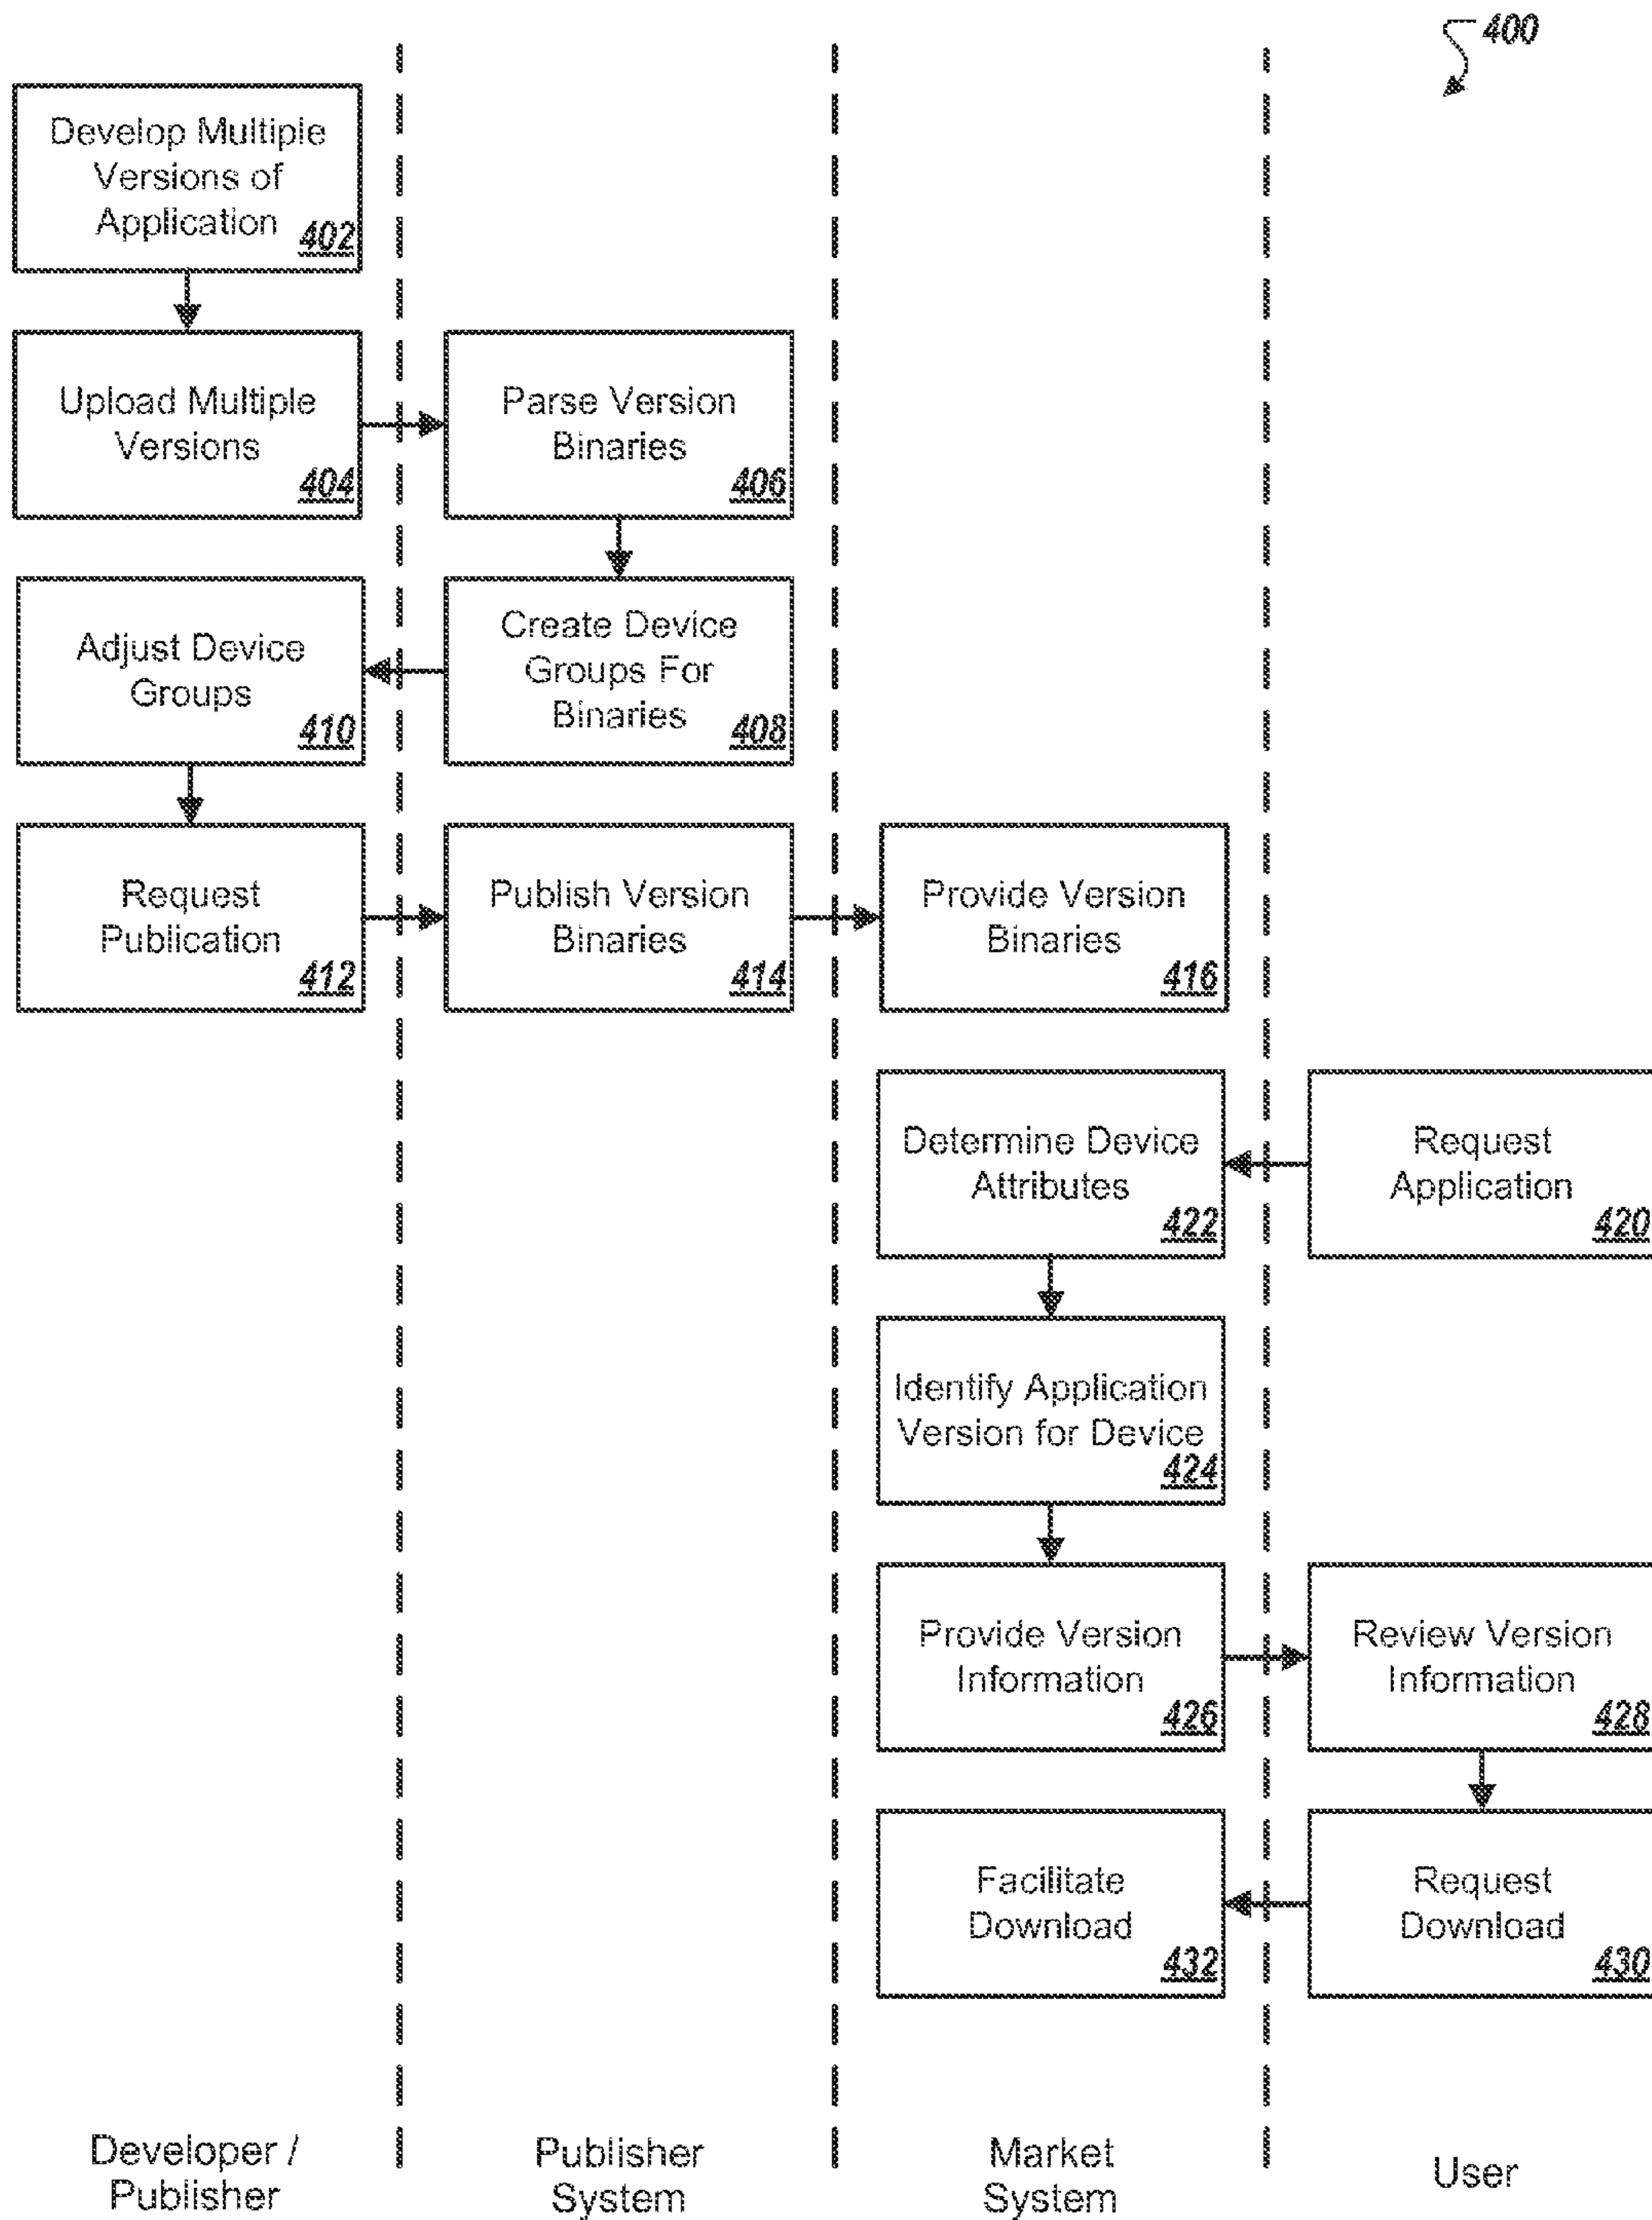 400
Develop Multiple
Versions of
Application
402
Upload Multiple
Versions
404
Parse Version
Binaries
406
Adjust Device
Groups
410
Create Device
Groups For
Binaries
408
Request
Publication
412
Publish Version
Binaries
414
Provide Version
Binaries
416
Determine Device
Attributes
422
Request
Application
420
Identify Application
Version for Device
424
Provide Version
Information
426
Review Version
Information
428
Facilitate
Download
432
Request
Download
430
Developer /
Publisher
Publisher
System
Market
System
User